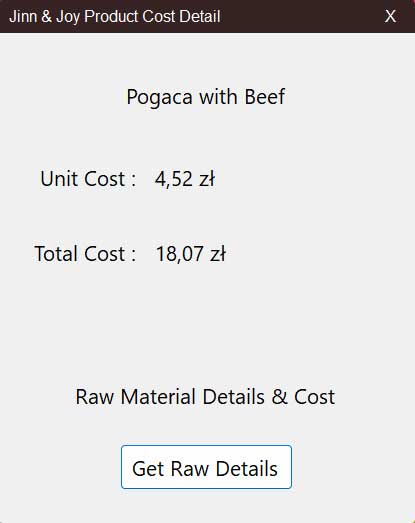 Jinn & Joy Product Cost Detail X
Pogaca with Beef
Unit Cost : 4,52 zł
Total Cost : 18,07 zł
Raw Material Details & Cost
Get Raw Details